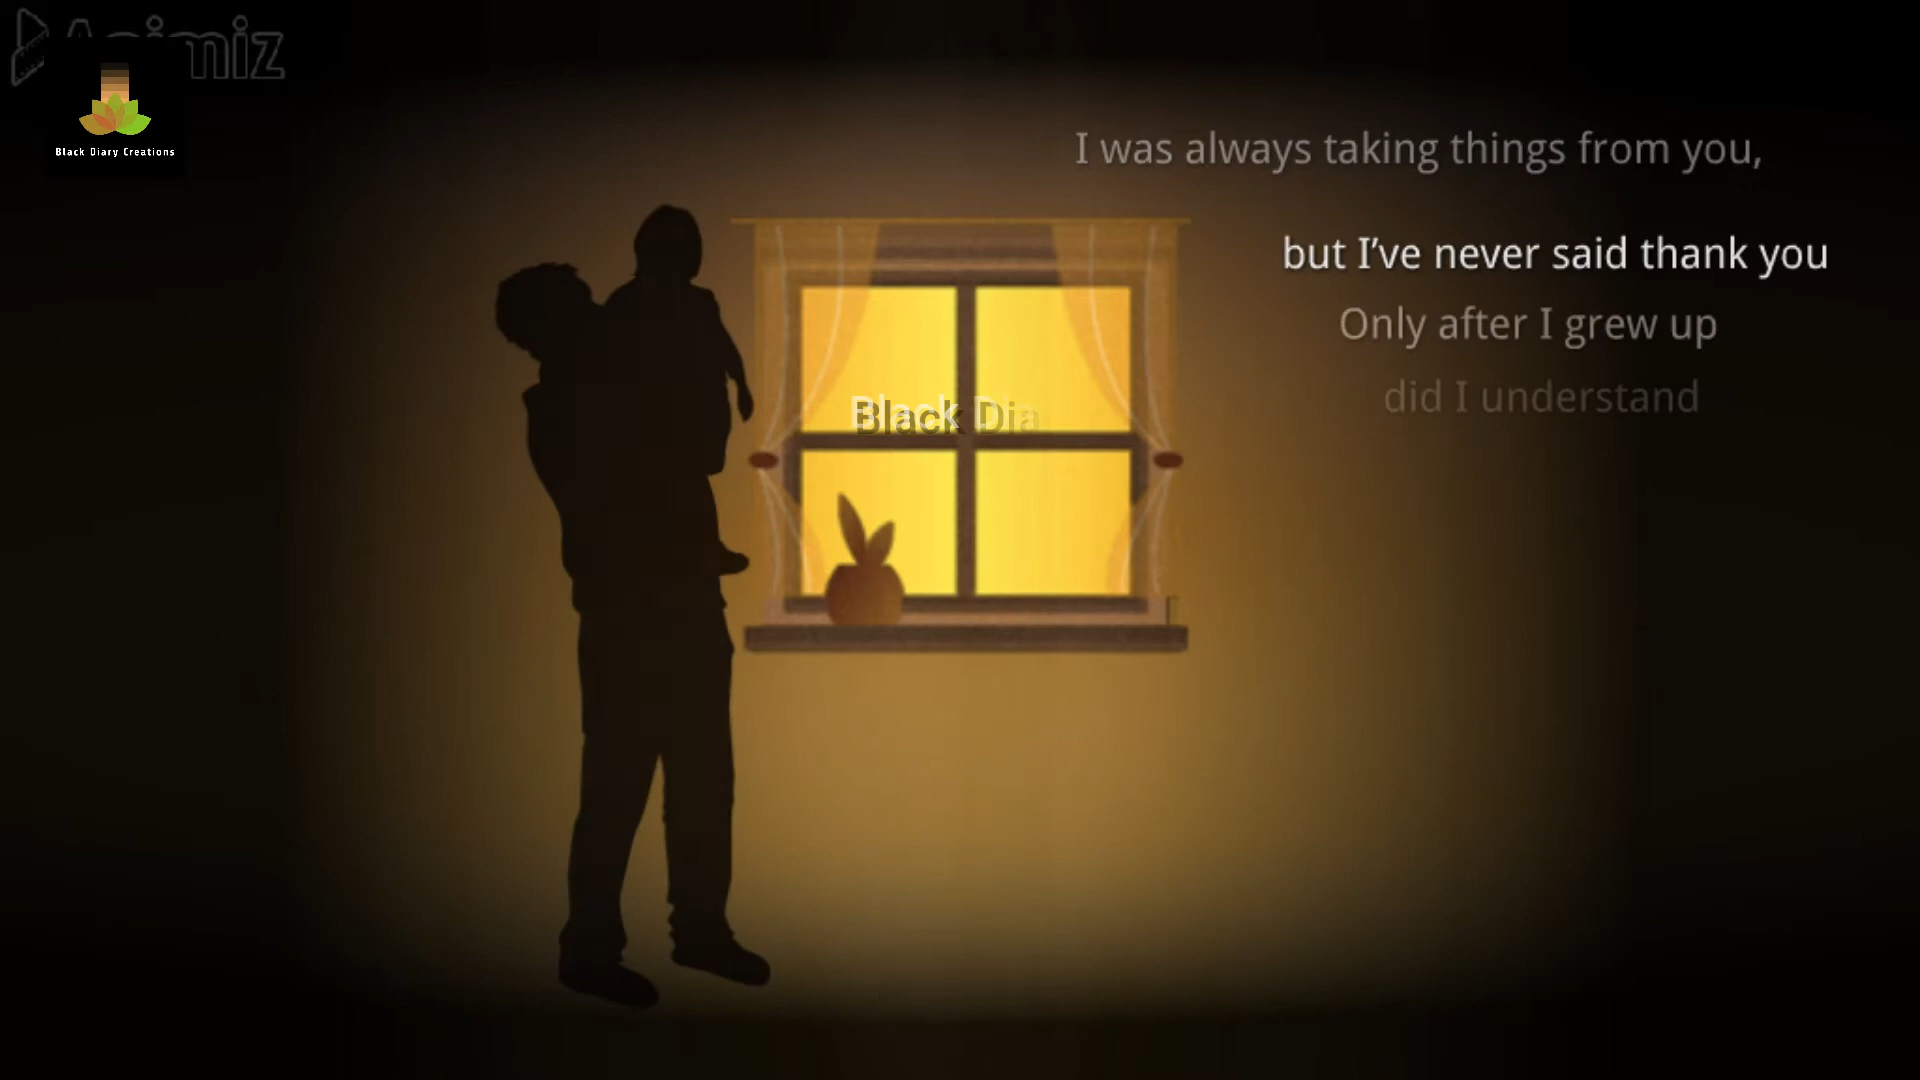 Animiz
Black Diary Creations
I was always taking things from you,
but I’ve never said thank you
Only after I grew up
did I understand
Black Dia